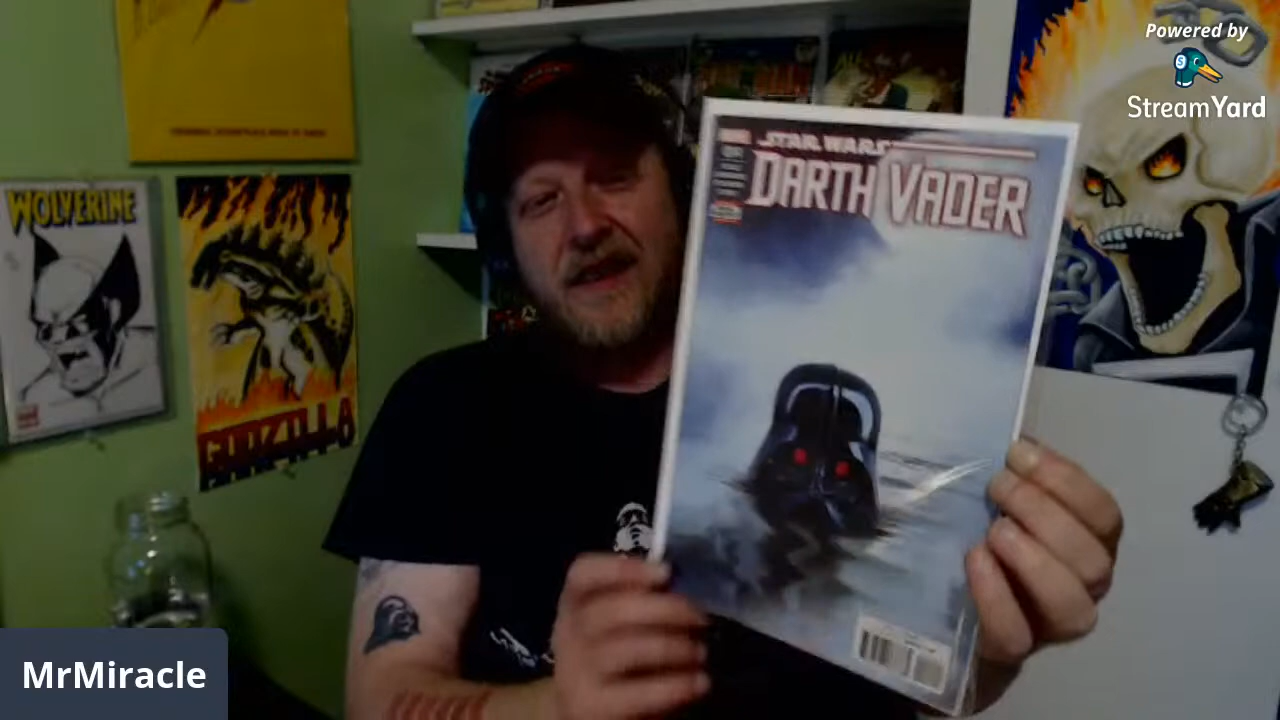 Powered by
StreamYard
WOLVERINE
GODZILLA
STAR WARS
DARTH VADER
MrMiracle